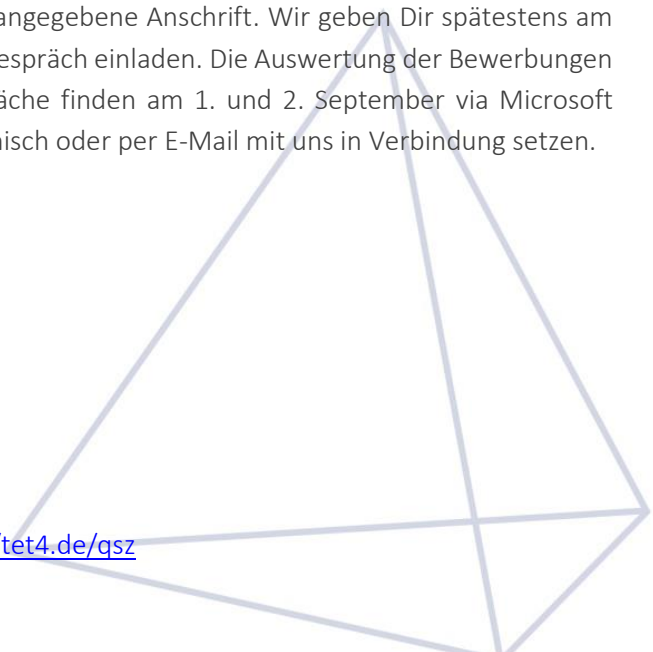 angegebene Anschrift. Wir geben Dir spätestens am
espräch einladen. Die Auswertung der Bewerbungen
äche finden am 1. und 2. September via Microsoft
nisch oder per E-Mail mit uns in Verbindung setzen.
/tet4.de/qsz